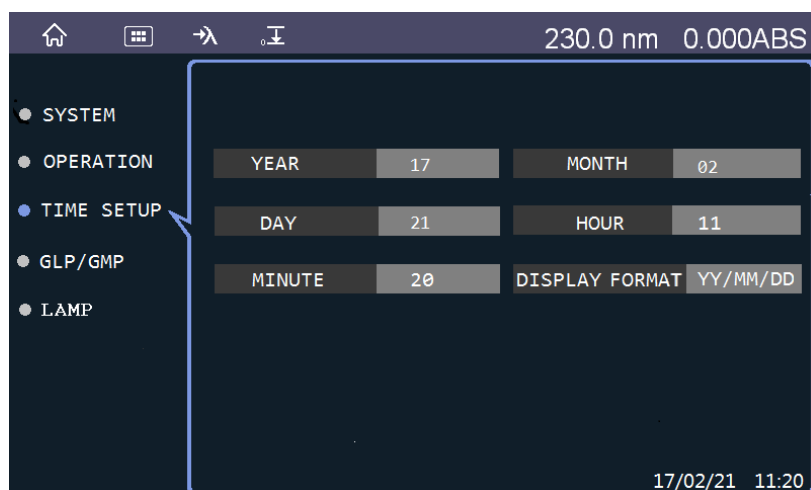 230.0 nm 0.000ABS
SYSTEM
OPERATION
TIME SETUP
GLP/GMP
LAMP
YEAR 17 MONTH 02
DAY 21 HOUR 11
MINUTE 20 DISPLAY FORMAT YY/MM/DD
17/02/21 11:20